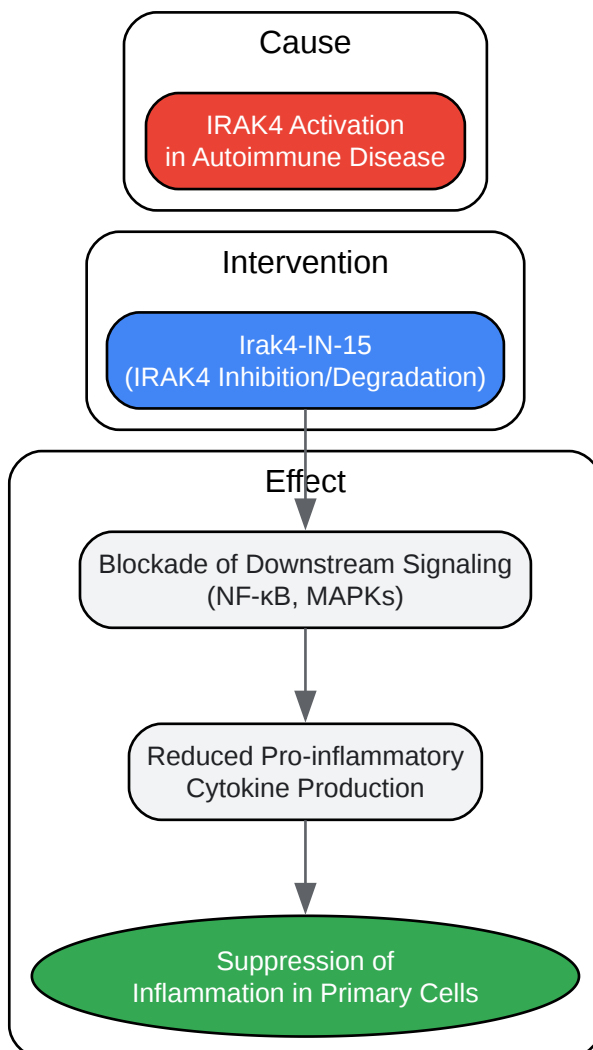 Cause
IRAK4 Activation
in Autoimmune Disease
Intervention
Irak4-IN-15
(IRAK4 Inhibition/Degradation)
Effect
Blockade of Downstream Signaling
(NF-κB, MAPKs)
Reduced Pro-inflammatory
Cytokine Production
Suppression of
Inflammation in Primary Cells